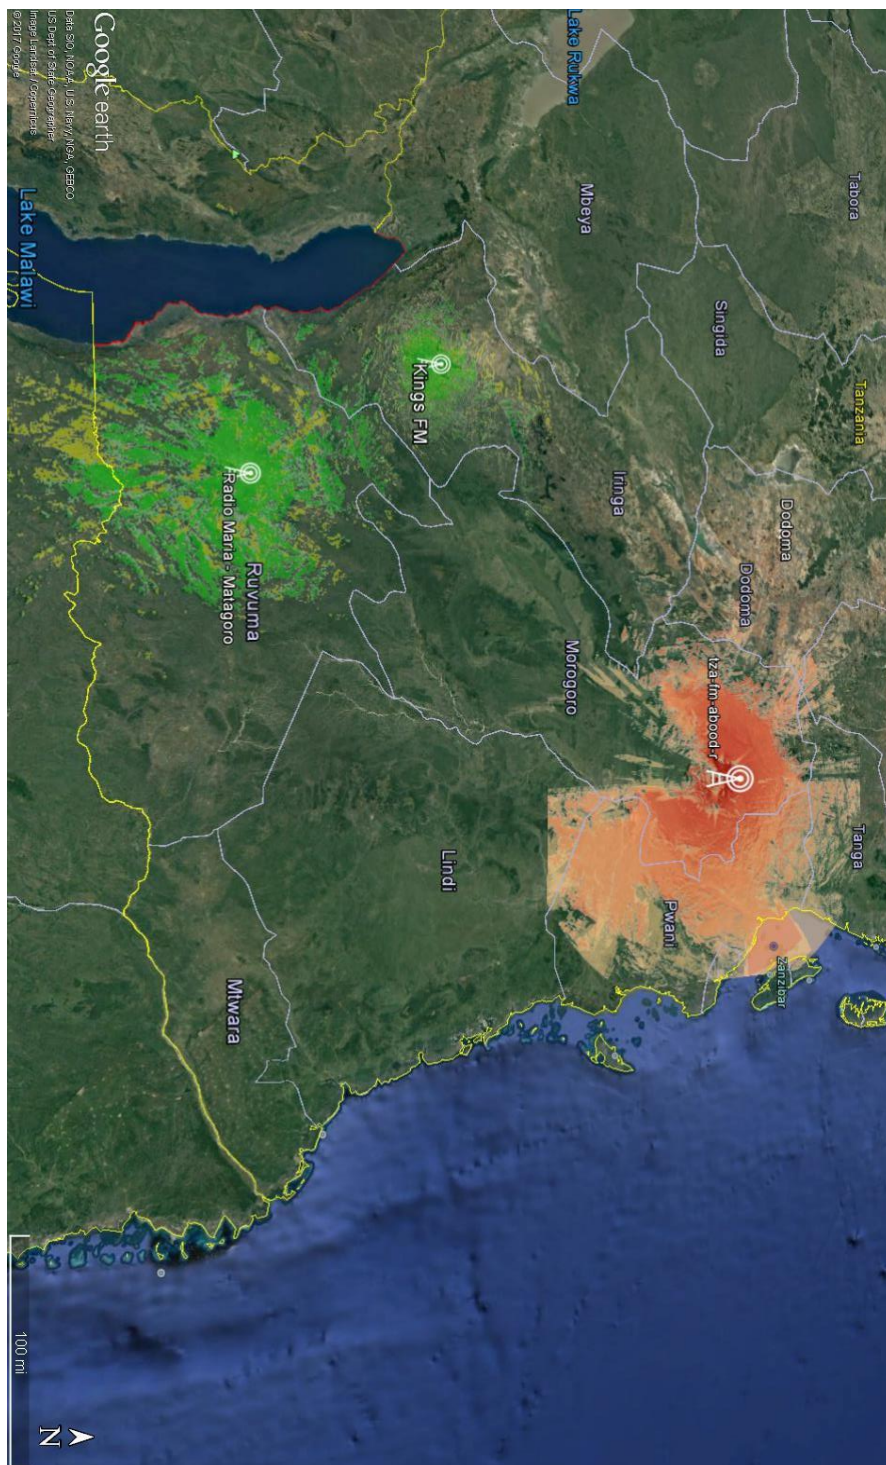 Tabora
Tanzania
Tanga
Dodoma
Zanzibar
Singida
Dodoma
tza-fm-abood-r
Pwani
Iringa
Mbeya
Morogoro
Lake Rukwa
Lindi
Kings FM
Ruvuma
Radio Maria - Matagoro
Mtwara
Lake Malawi
Google earth
Data SIO, NOAA, U.S. Navy, NGA, GEBCO
US Dept of State Geographer
Image Landsat / Copernicus
© 2017 Google
100 mi
N